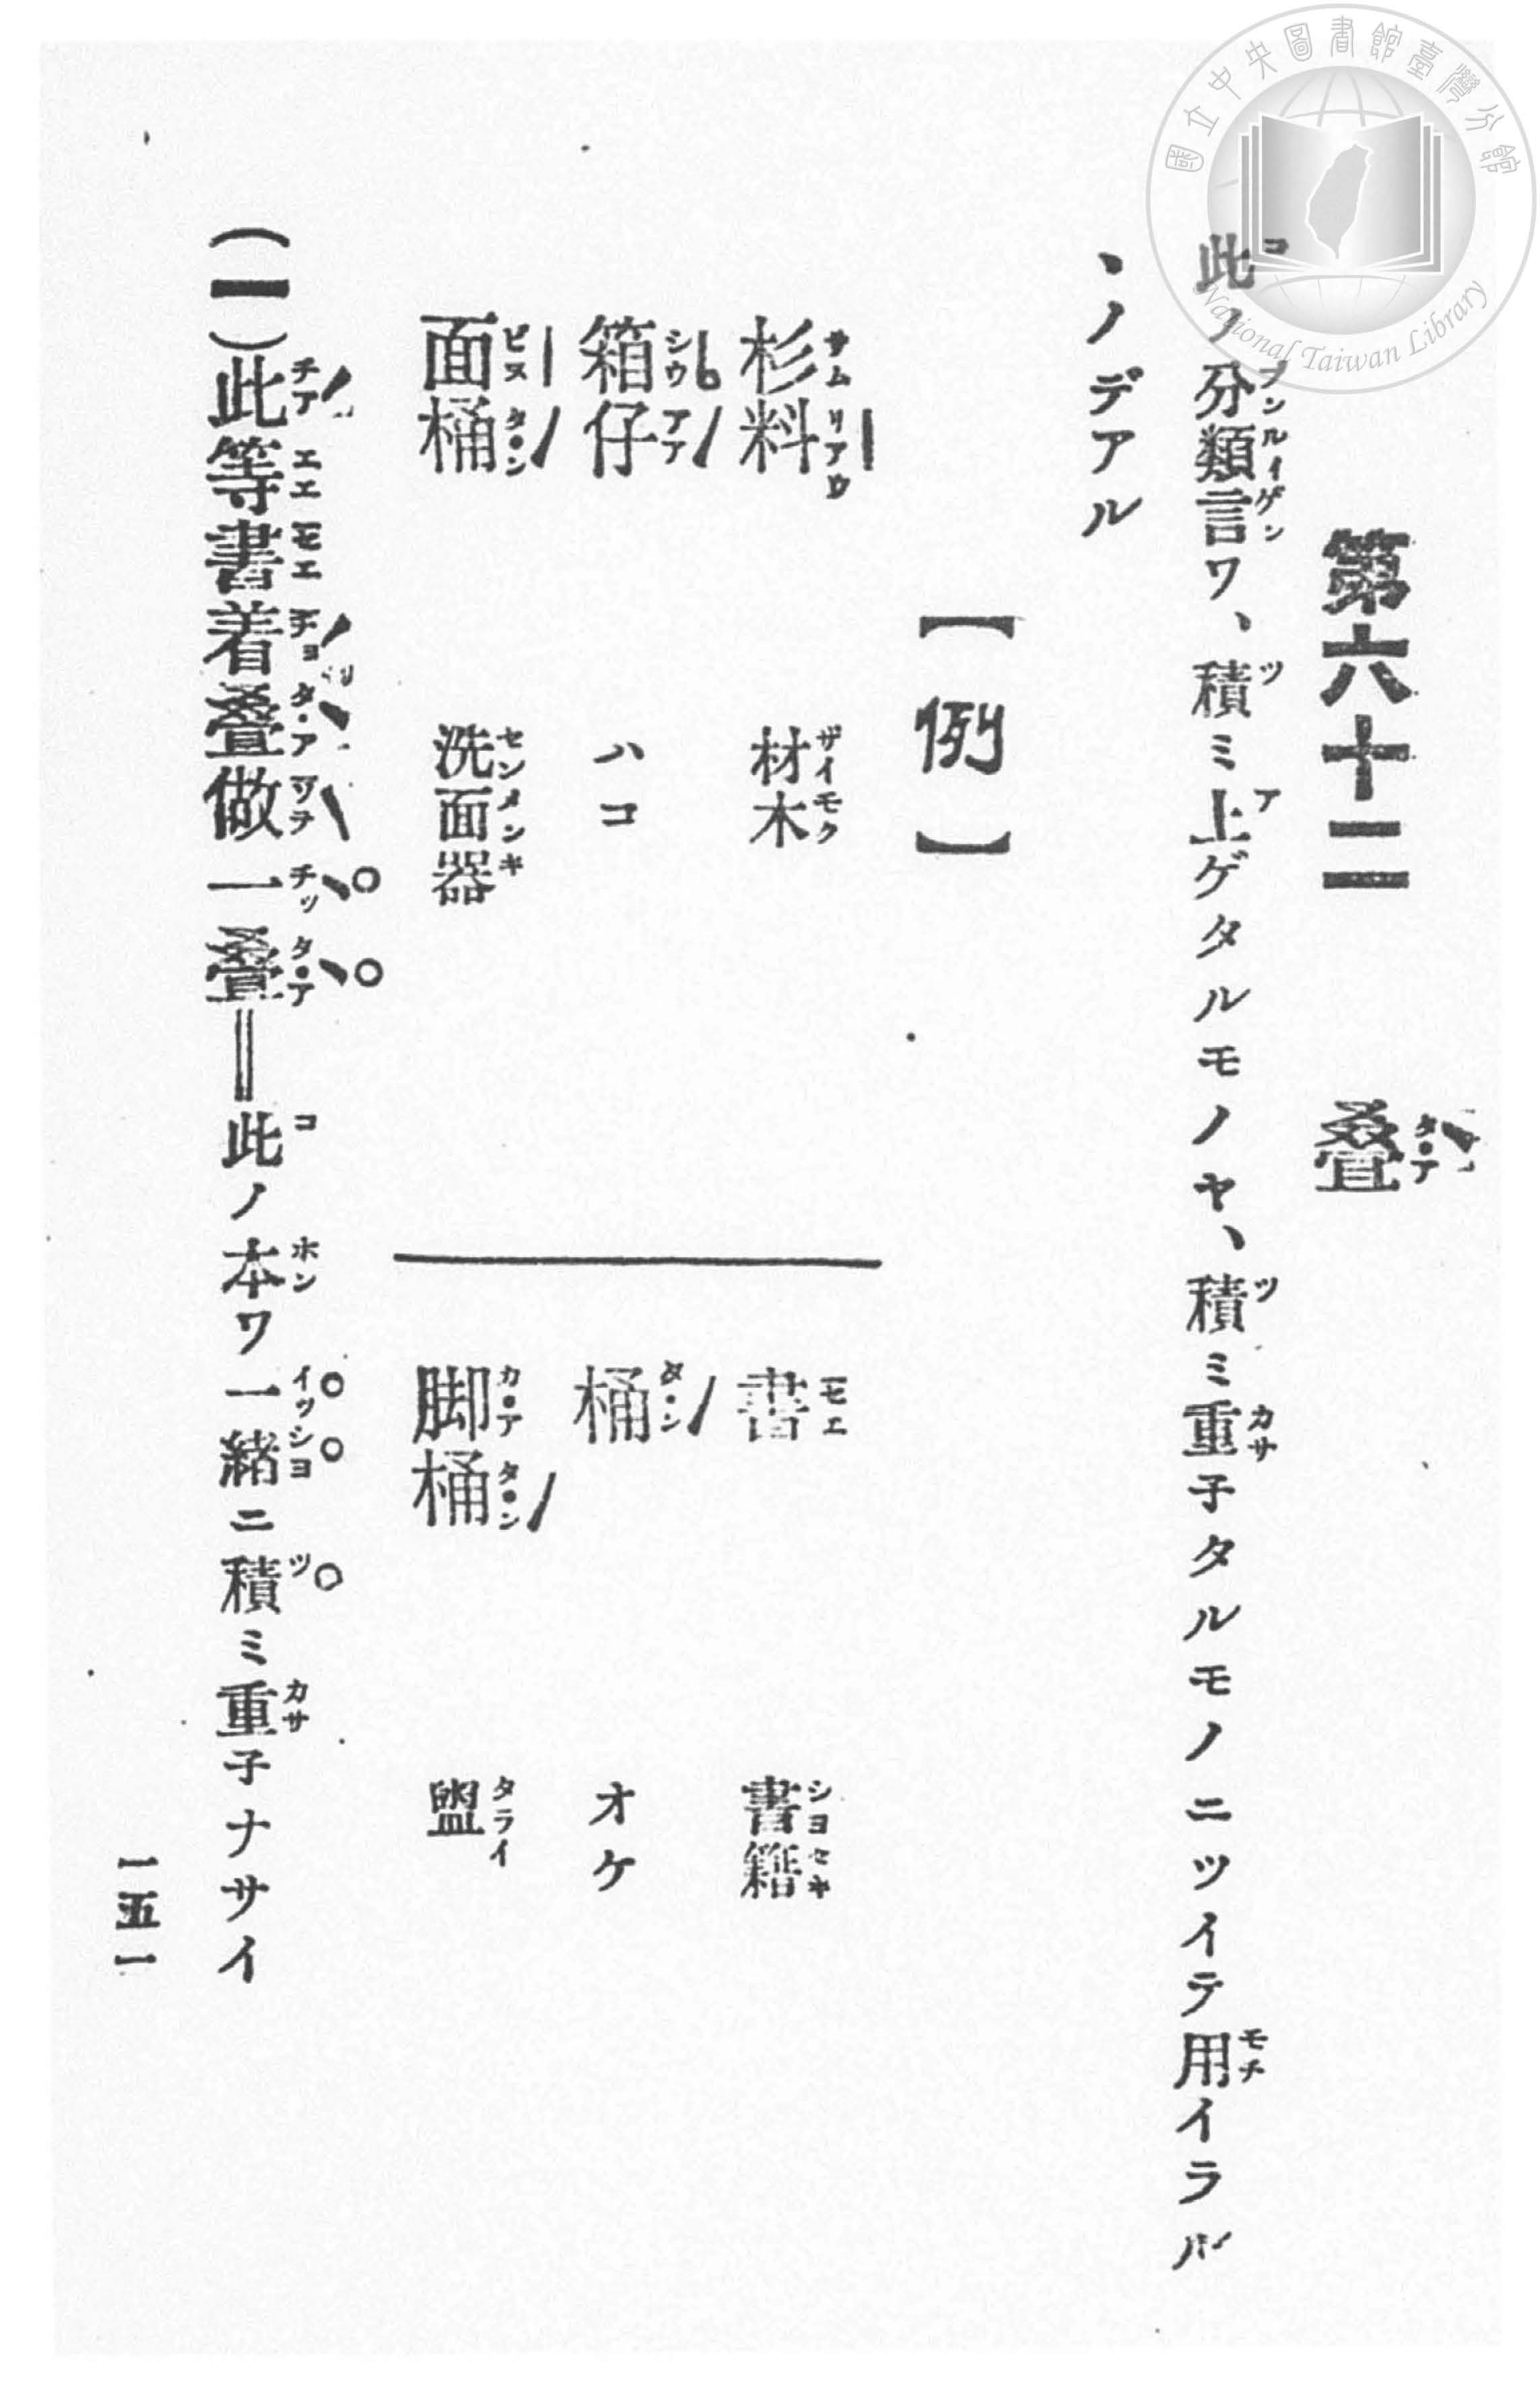 第六十二　疊
此ノ分類言ワ、積ミ上ゲタルモノヤ、積ミ重子タルモノニツイテ用イラル
、ノデアル
【例】
杉料　材木
書　書籍
箱仔　ハコ
桶　オケ
面桶　洗面器
脚桶　盥
(一)此等書着疊做一疊＝此ノ本ワ一緒ニ積ミ重子ナサイ
一五一
國立中央圖書館臺灣分館
National Taiwan Library